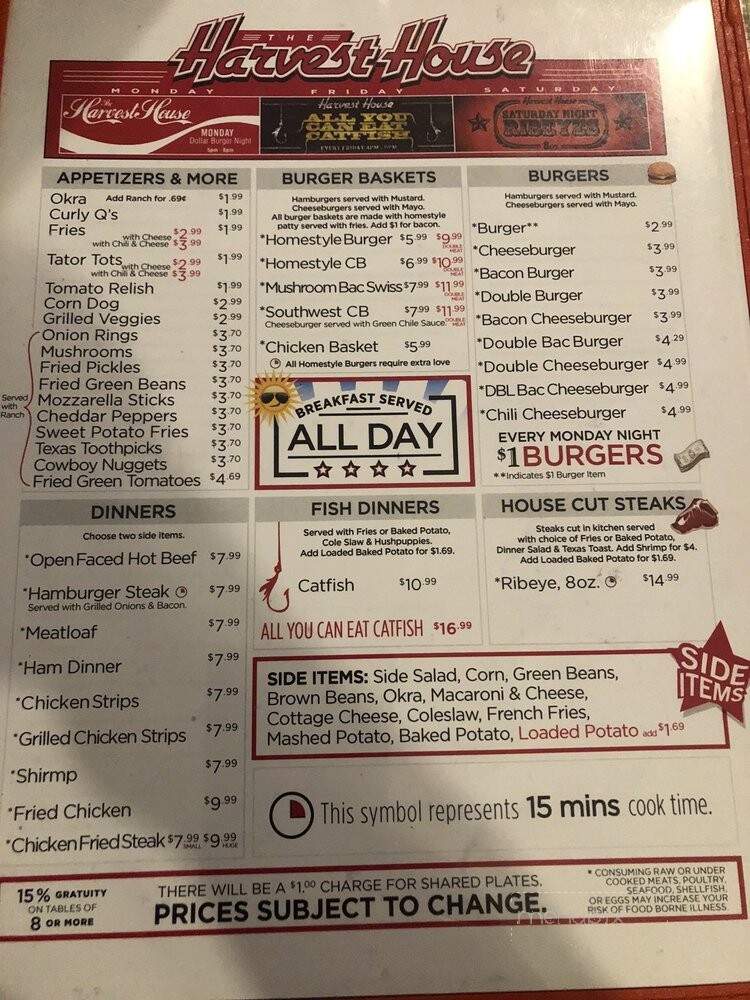 THE
Harvest House
MONDAY FRIDAY SATURDAY
The Harvest House
MONDAY
Dollar Burger Night
5pm - 8pm
Harvest House
ALL YOU
CAN EAT
CATFISH
Harvest House
SATURDAY NIGHT
RIBEYES
APPETIZERS & MORE
Okra Add Ranch for .69¢ $1.99
Curly Q's $1.99
Fries $1.99
with Cheese $2.99
with Chili & Cheese $3.99
Tator Tots $1.99
with Cheese $2.99
with Chili & Cheese $3.99
Tomato Relish $1.99
Corn Dog $2.99
Grilled Veggies $2.99
Onion Rings $3.70
Mushrooms $3.70
Fried Pickles $3.70
Fried Green Beans $3.70
Mozzarella Sticks $3.70
Cheddar Peppers $3.70
Sweet Potato Fries $3.70
Texas Toothpicks $3.70
Cowboy Nuggets $3.70
Fried Green Tomatoes $4.69
Served
with
Ranch
BURGER BASKETS
Hamburgers served with Mustard.
Cheeseburgers served with Mayo.
All burger baskets are made with homestyle
patty served with fries. Add $1 for bacon.
*Homestyle Burger $5.99 $9.99
DOUBLE MEAT
*Homestyle CB $6.99 $10.99
DOUBLE MEAT
*Mushroom Bac Swiss $7.99 $11.99
DOUBLE MEAT
*Southwest CB $7.99 $11.99
DOUBLE MEAT
Cheeseburger served with Green Chile Sauce.
*Chicken Basket $5.99
All Homestyle Burgers require extra love
BREAKFAST SERVED
ALL DAY
BURGERS
Hamburgers served with Mustard.
Cheeseburgers served with Mayo.
*Burger** $2.99
*Cheeseburger $3.99
*Bacon Burger $3.99
*Double Burger $3.99
*Bacon Cheeseburger $3.99
*Double Bac Burger $4.29
*Double Cheeseburger $4.99
*DBL Bac Cheeseburger $4.99
*Chili Cheeseburger $4.99
EVERY MONDAY NIGHT
$1 BURGERS
**Indicates $1 Burger Item
DINNERS
Choose two side items.
*Open Faced Hot Beef $7.99
*Hamburger Steak $7.99
Served with Grilled Onions & Bacon.
*Meatloaf $7.99
*Ham Dinner $7.99
*Chicken Strips $7.99
*Grilled Chicken Strips $7.99
*Shirmp $7.99
*Fried Chicken $9.99
*Chicken Fried Steak $7.99 $9.99
SMALL HUGE
FISH DINNERS
Served with Fries or Baked Potato,
Cole Slaw & Hushpuppies.
Add Loaded Baked Potato for $1.69.
Catfish $10.99
ALL YOU CAN EAT CATFISH $16.99
HOUSE CUT STEAKS
Steaks cut in kitchen served
with choice of Fries or Baked Potato,
Dinner Salad & Texas Toast. Add Shrimp for $4.
Add Loaded Baked Potato for $1.69.
*Ribeye, 8oz. $14.99
SIDE
ITEMS
SIDE ITEMS: Side Salad, Corn, Green Beans,
Brown Beans, Okra, Macaroni & Cheese,
Cottage Cheese, Coleslaw, French Fries,
Mashed Potato, Baked Potato, Loaded Potato add $1.69
This symbol represents 15 mins cook time.
15% GRATUITY
ON TABLES OF
8 OR MORE
THERE WILL BE A $1.00 CHARGE FOR SHARED PLATES.
PRICES SUBJECT TO CHANGE.
* CONSUMING RAW OR UNDER
COOKED MEATS, POULTRY,
SEAFOOD, SHELLFISH,
OR EGGS MAY INCREASE YOUR
RISK OF FOOD BORNE ILLNESS.